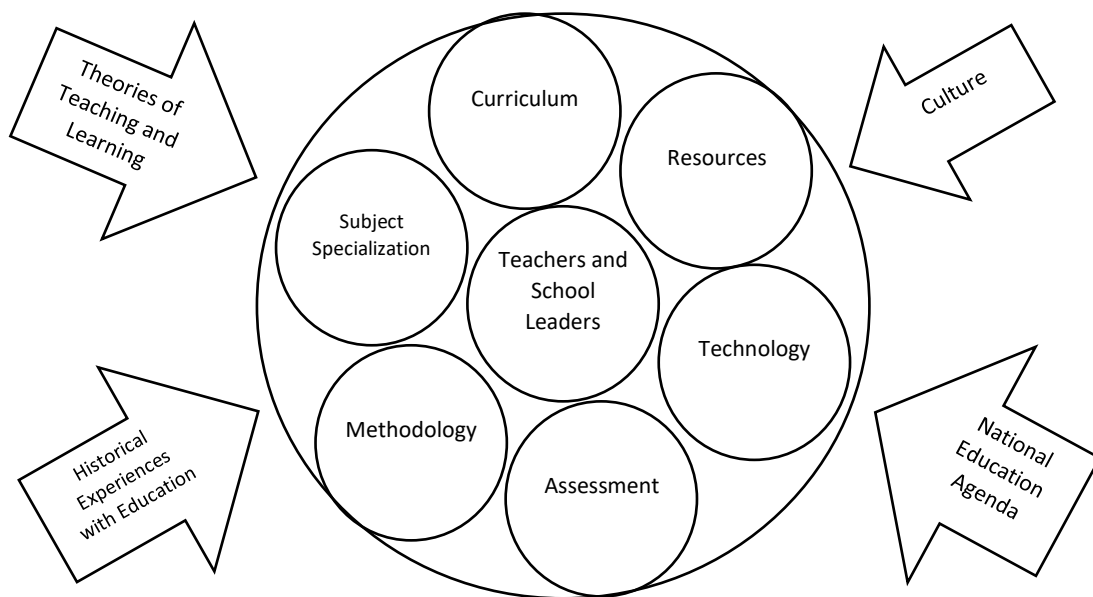 Theories of
Teaching and
Learning
Curriculum
Culture
Resources
Subject
Specialization
Teachers and
School
Leaders
Technology
Methodology
Assessment
Historical
Experiences
with Education
National
Education
Agenda